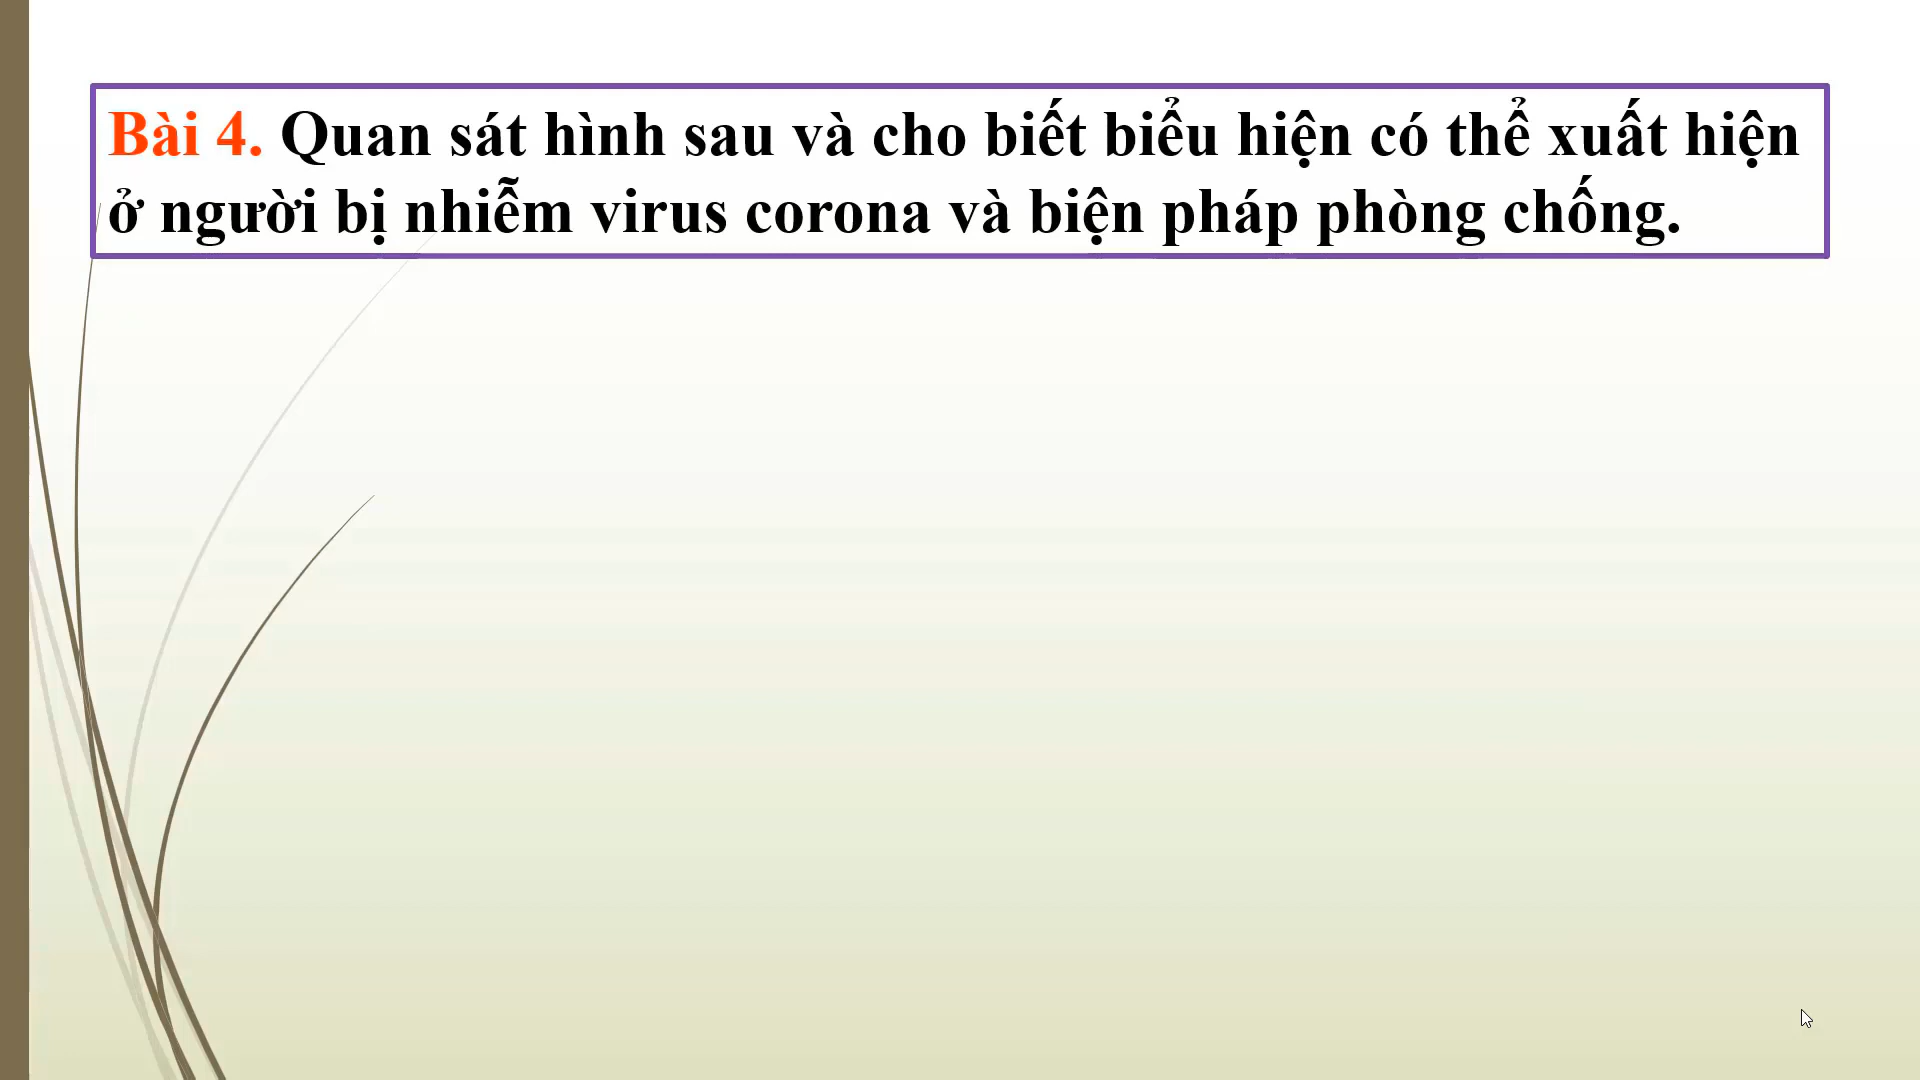 Bài 4. Quan sát hình sau và cho biết biểu hiện có thể xuất hiện
ở người bị nhiễm virus corona và biện pháp phòng chống.